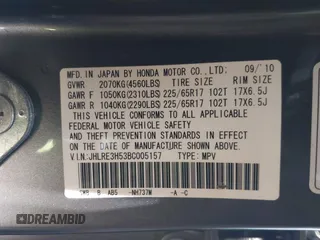 MFD. IN JAPAN BY HONDA MOTOR CO., LTD. 09/'10
GVWR 2070KG(4560LBS) TIRE SIZE RIM SIZE
GAWR F 1050KG(2310LBS) 225/65R17 102T 17X6.5J
GAWR R 1040KG(2290LBS) 225/65R17 102T 17X6.5J
THIS VEHICLE CONFORMS TO ALL APPLICABLE
FEDERAL MOTOR VEHICLE SAFETY AND
THEFT PREVENTION STANDARDS IN EFFECT ON THE
DATE OF MANUFACTURE SHOWN ABOVE.
V.I.N:JHLRE3H53BC005157 TYPE: MPV
SWB B ABS -NH737M -A -C
DREAMBID